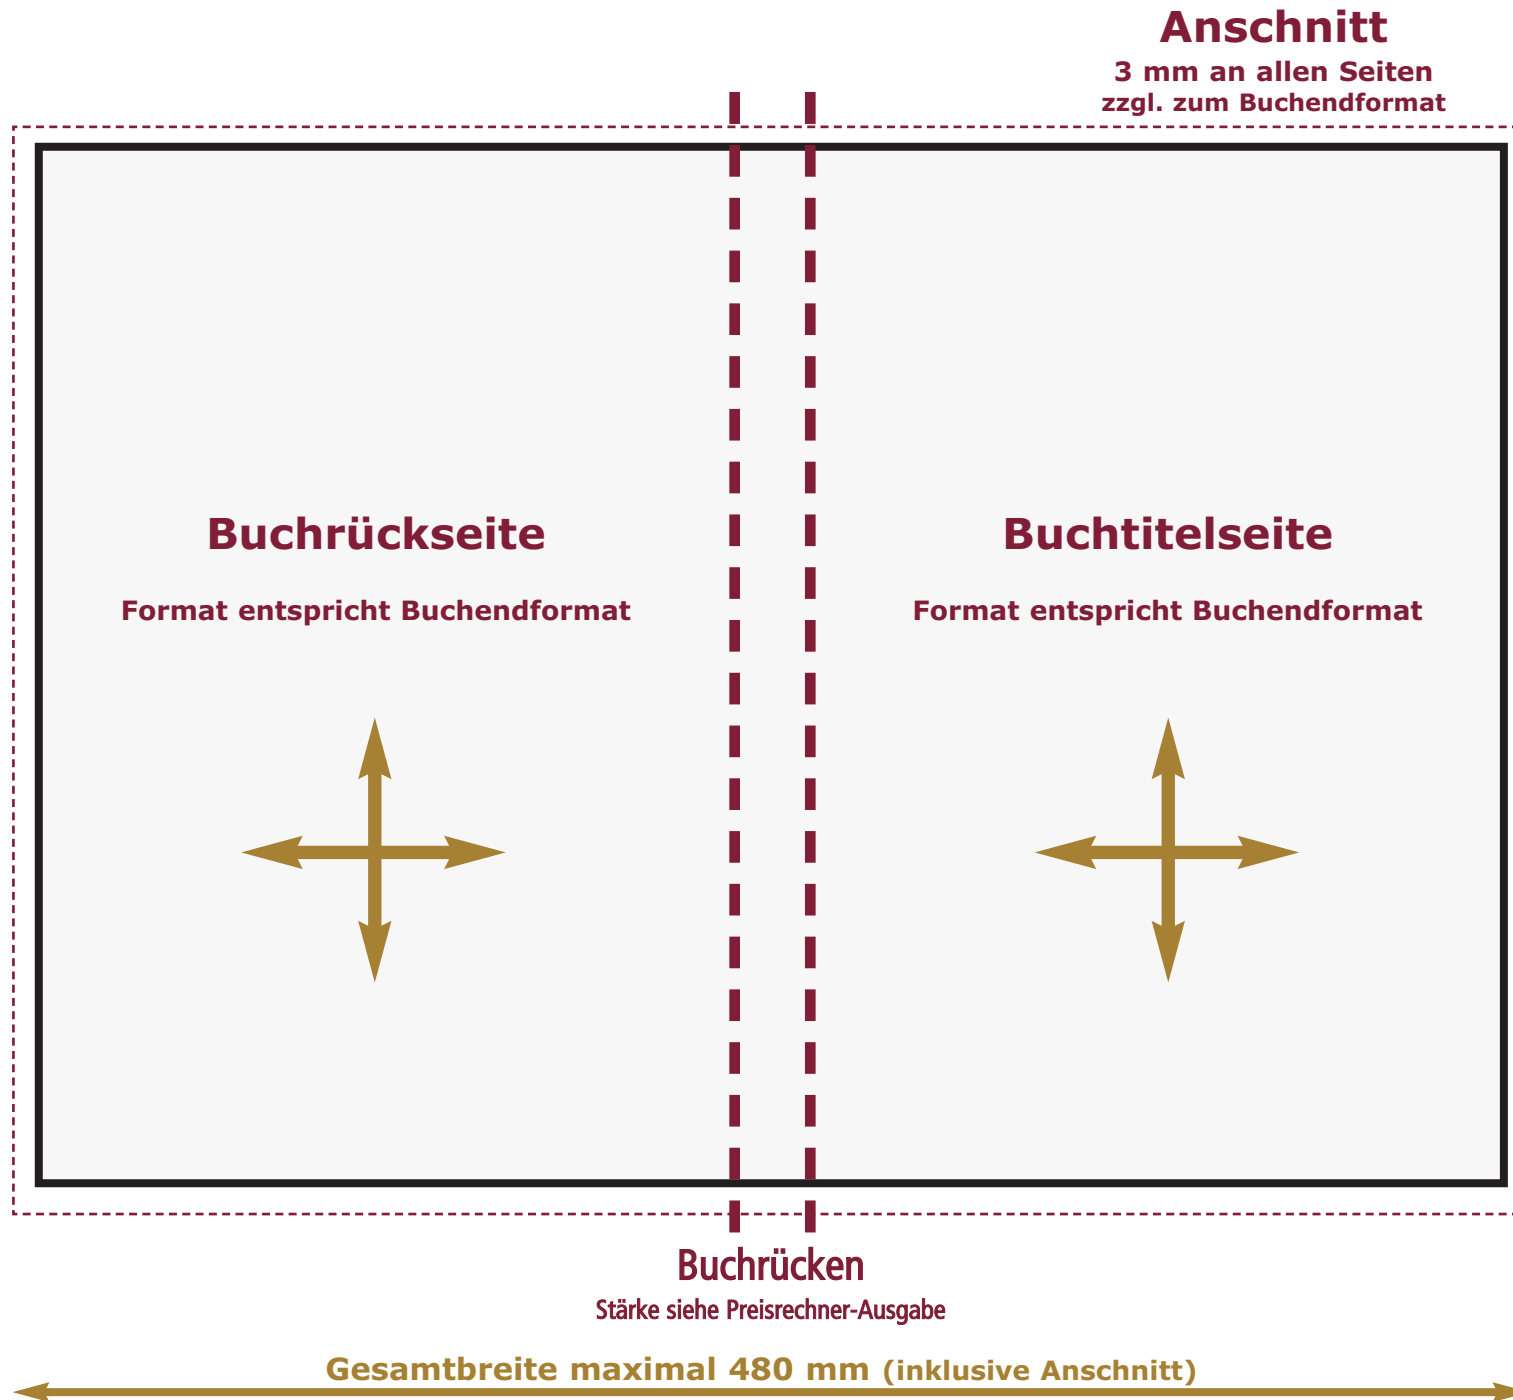 Anschnitt
3 mm an allen Seiten
zzgl. zum Buchendformat
Buchrückseite
Format entspricht Buchendformat
Buchtitelseite
Format entspricht Buchendformat
Buchrücken
Stärke siehe Preisrechner-Ausgabe
Gesamtbreite maximal 480 mm (inklusive Anschnitt)